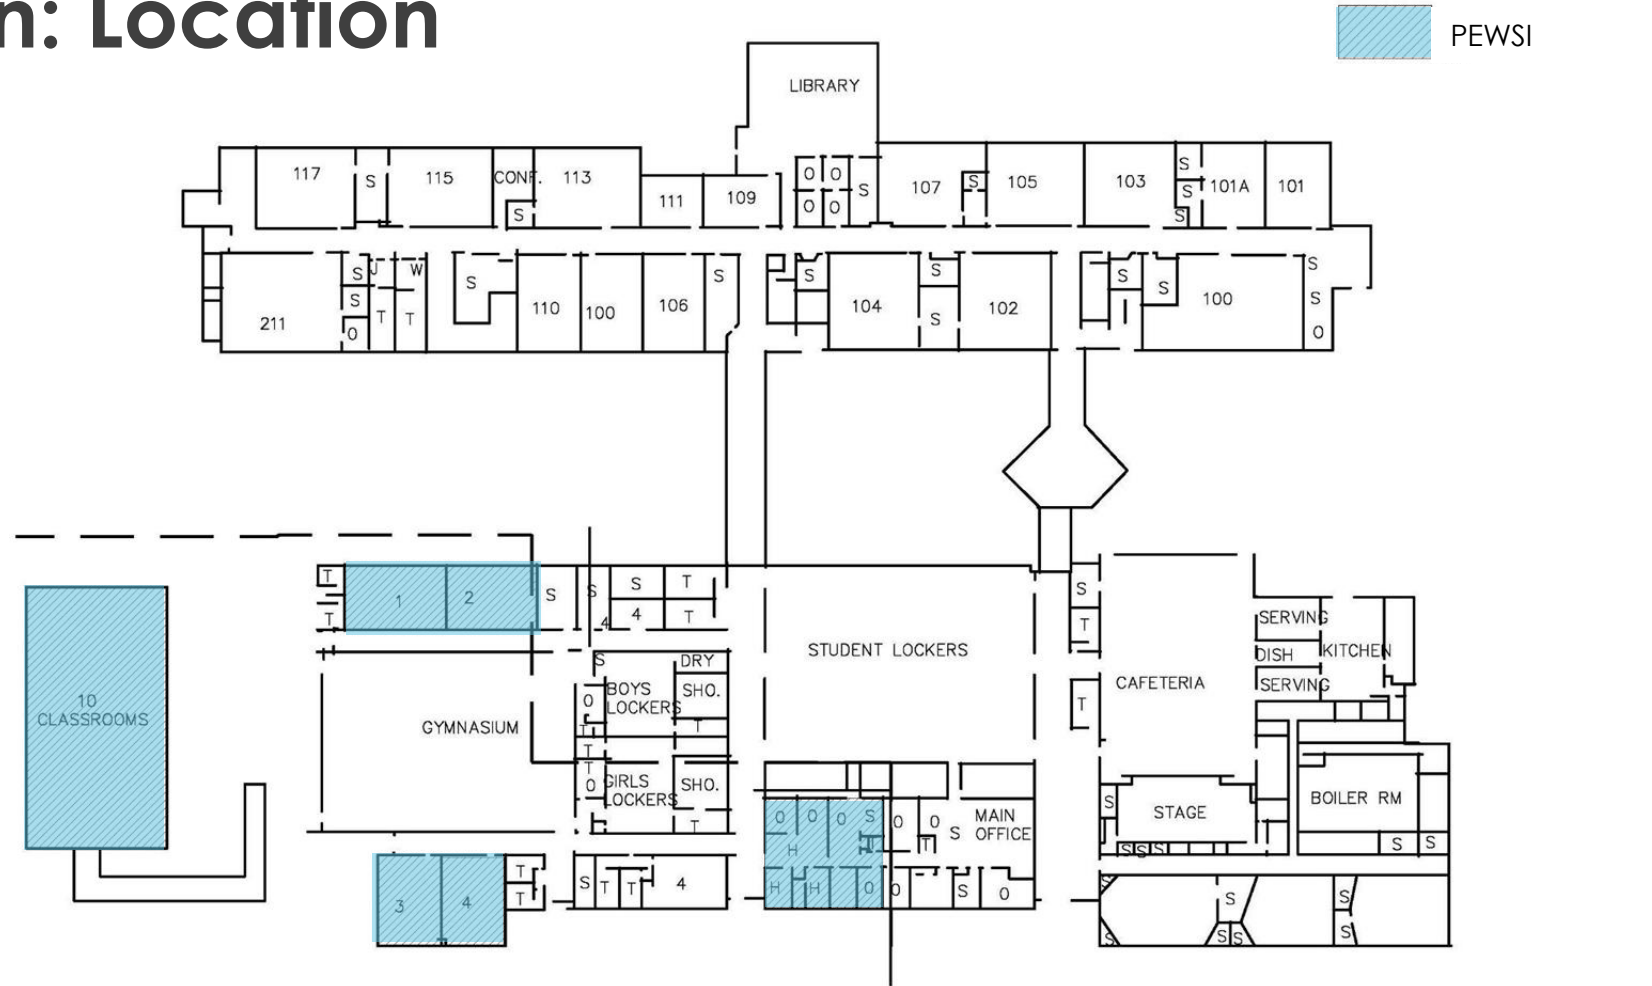 n: Location
PEWSI
LIBRARY
117
S
115
CONF.
S
113
111
109
O O
O O
S
107
S
105
103
S
S
S
101A
101
211
S
S
O
J
T
W
T
S
110
100
106
S
S
104
S
S
102
S
S
100
S
S
O
10
CLASSROOMS
T
T
1
2
S
S
4
S
4
T
T
GYMNASIUM
S
BOYS
LOCKERS
DRY
SHO.
T
O
T
T
T
O
GIRLS
LOCKERS
SHO.
T
3
4
T
T
S
T
T
4
STUDENT LOCKERS
O
O
O
S
T
H
H
H
O
O
O
T
S
MAIN
OFFICE
O
S
O
S
T
T
CAFETERIA
SERVING
DISH
SERVING
KITCHEN
S
STAGE
S
S
S
BOILER RM
S
S
S
S
S
S
S
S
S